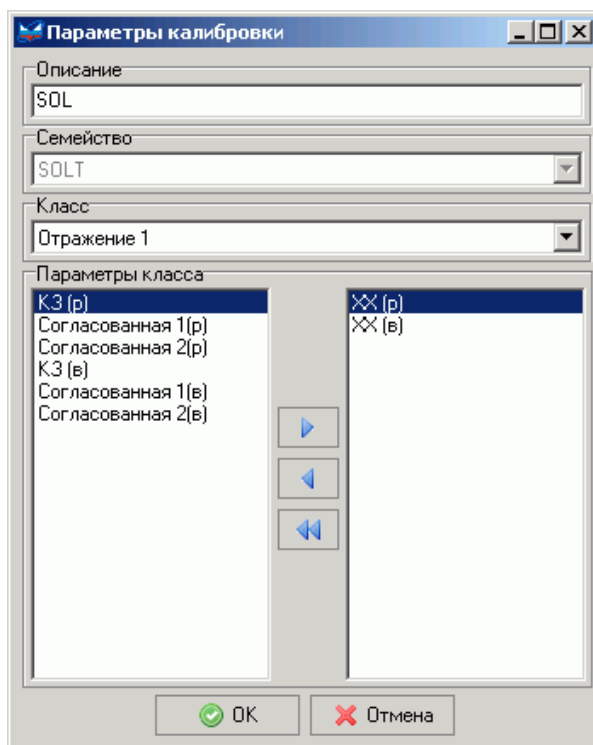 Параметры калибровки
Описание
SOL
Семейство
SOLT
Класс
Отражение 1
Параметры класса
КЗ (р)
Согласованная 1(р)
Согласованная 2(р)
КЗ (в)
Согласованная 1(в)
Согласованная 2(в)
ХХ (р)
ХХ (в)
OK
Отмена